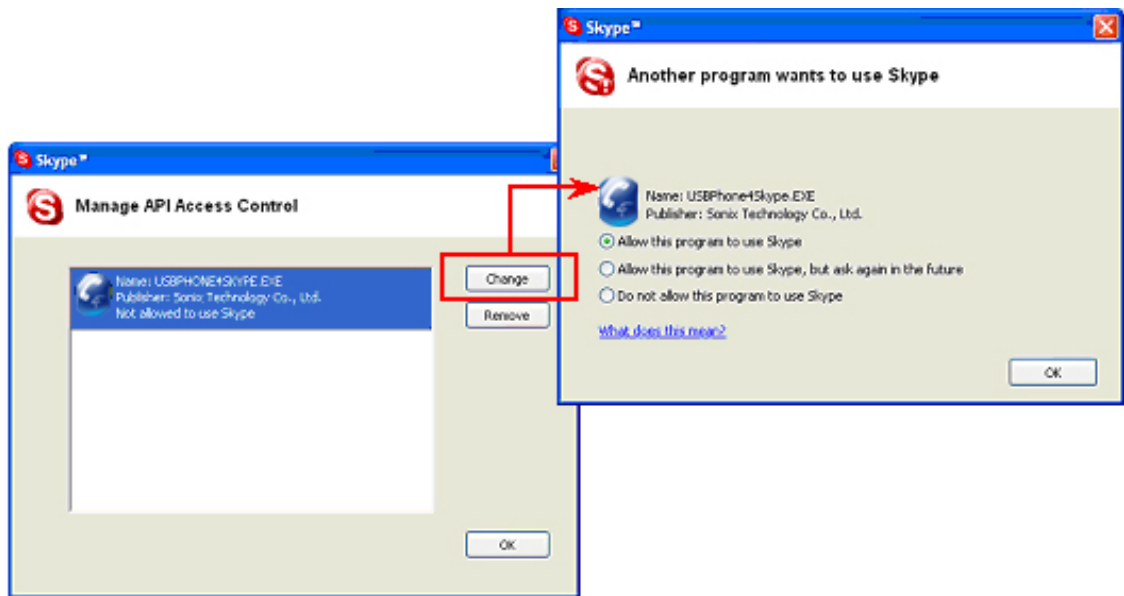 Skype™
Another program wants to use Skype
Name: USBPhone4Skype.EXE
Publisher: Sonix Technology Co., Ltd.
Allow this program to use Skype
Allow this program to use Skype, but ask again in the future
Do not allow this program to use Skype
What does this mean?
OK
Skype™
Manage API Access Control
Name: USBPHONE4SKYPE.EXE
Publisher: Sonix Technology Co., Ltd.
Not allowed to use Skype
Change
Remove
OK